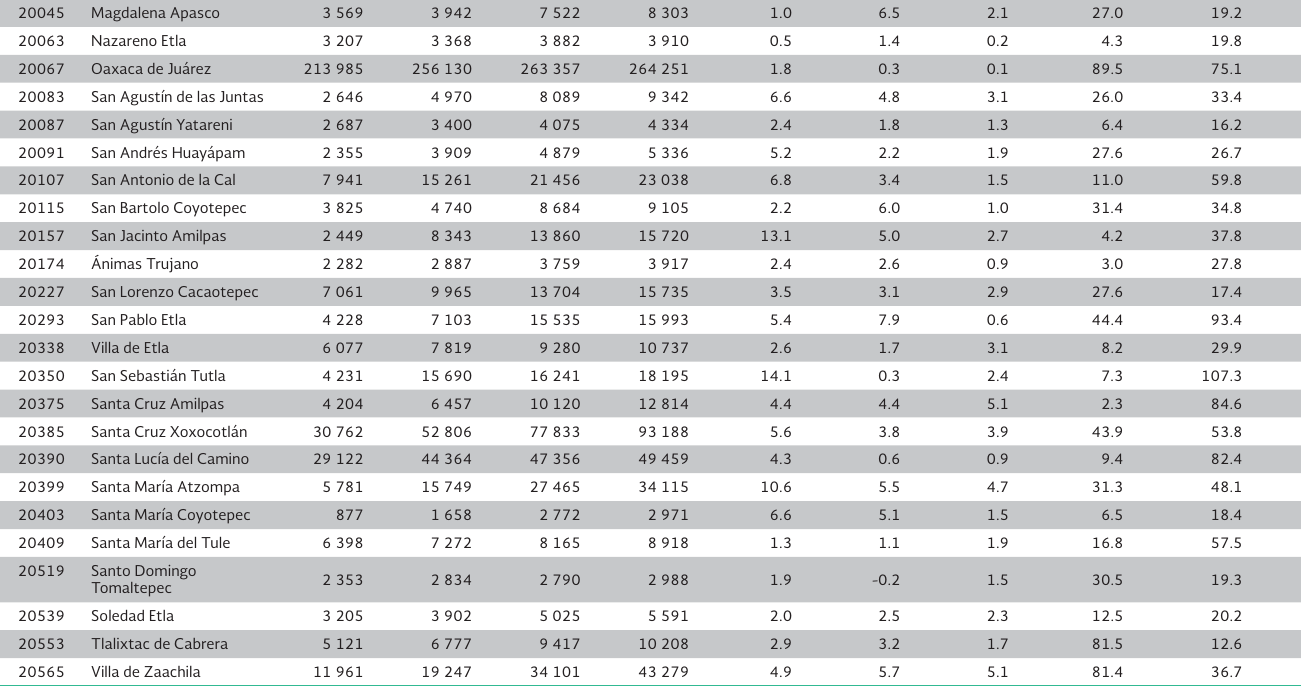 20045 Magdalena Apasco 3 569 3 942 7 522 8 303 1.0 6.5 2.1 27.0 19.2
20063 Nazareno Etla 3 207 3 368 3 882 3 910 0.5 1.4 0.2 4.3 19.8
20067 Oaxaca de Juárez 213 985 256 130 263 357 264 251 1.8 0.3 0.1 89.5 75.1
20083 San Agustín de las Juntas 2 646 4 970 8 089 9 342 6.6 4.8 3.1 26.0 33.4
20087 San Agustín Yatareni 2 687 3 400 4 075 4 334 2.4 1.8 1.3 6.4 16.2
20091 San Andrés Huayápam 2 355 3 909 4 879 5 336 5.2 2.2 1.9 27.6 26.7
20107 San Antonio de la Cal 7 941 15 261 21 456 23 038 6.8 3.4 1.5 11.0 59.8
20115 San Bartolo Coyotepec 3 825 4 740 8 684 9 105 2.2 6.0 1.0 31.4 34.8
20157 San Jacinto Amilpas 2 449 8 343 13 860 15 720 13.1 5.0 2.7 4.2 37.8
20174 Ánimas Trujano 2 282 2 887 3 759 3 917 2.4 2.6 0.9 3.0 27.8
20227 San Lorenzo Cacaotepec 7 061 9 965 13 704 15 735 3.5 3.1 2.9 27.6 17.4
20293 San Pablo Etla 4 228 7 103 15 535 15 993 5.4 7.9 0.6 44.4 93.4
20338 Villa de Etla 6 077 7 819 9 280 10 737 2.6 1.7 3.1 8.2 29.9
20350 San Sebastián Tutla 4 231 15 690 16 241 18 195 14.1 0.3 2.4 7.3 107.3
20375 Santa Cruz Amilpas 4 204 6 457 10 120 12 814 4.4 4.4 5.1 2.3 84.6
20385 Santa Cruz Xoxocotlán 30 762 52 806 77 833 93 188 5.6 3.8 3.9 43.9 53.8
20390 Santa Lucía del Camino 29 122 44 364 47 356 49 459 4.3 0.6 0.9 9.4 82.4
20399 Santa María Atzompa 5 781 15 749 27 465 34 115 10.6 5.5 4.7 31.3 48.1
20403 Santa María Coyotepec 877 1 658 2 772 2 971 6.6 5.1 1.5 6.5 18.4
20409 Santa María del Tule 6 398 7 272 8 165 8 918 1.3 1.1 1.9 16.8 57.5
20519 Santo Domingo
Tomaltepec 2 353 2 834 2 790 2 988 1.9 -0.2 1.5 30.5 19.3
20539 Soledad Etla 3 205 3 902 5 025 5 591 2.0 2.5 2.3 12.5 20.2
20553 Tlalixtac de Cabrera 5 121 6 777 9 417 10 208 2.9 3.2 1.7 81.5 12.6
20565 Villa de Zaachila 11 961 19 247 34 101 43 279 4.9 5.7 5.1 81.4 36.7